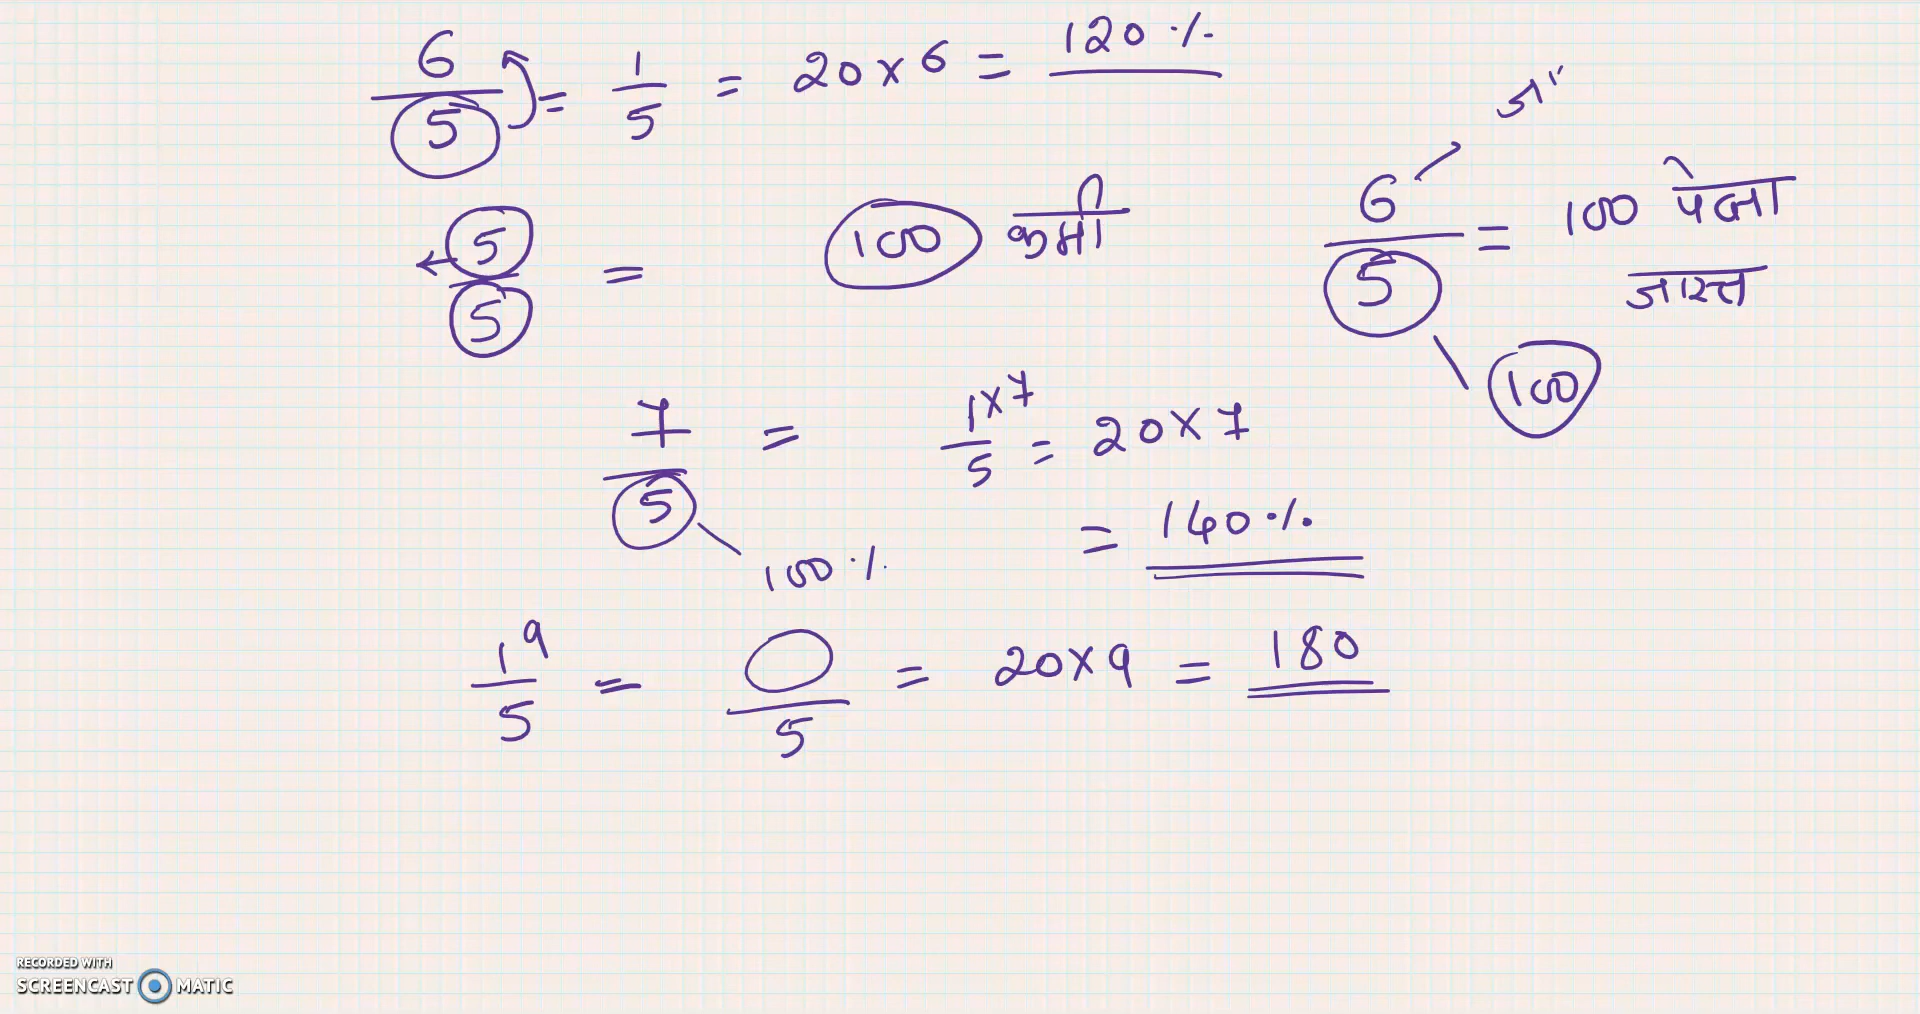 6/5 = 1/5 = 20 × 6 = 120 %
5/5 = 100 कमी
6/5 = 100 पेक्षा
जास्त
100
7/5 = 1×7/5 = 20 × 7
= 140 %
100 %
19/5 = /5 = 20 × 9 = 180
RECORDED WITH
SCREENCAST MATIC